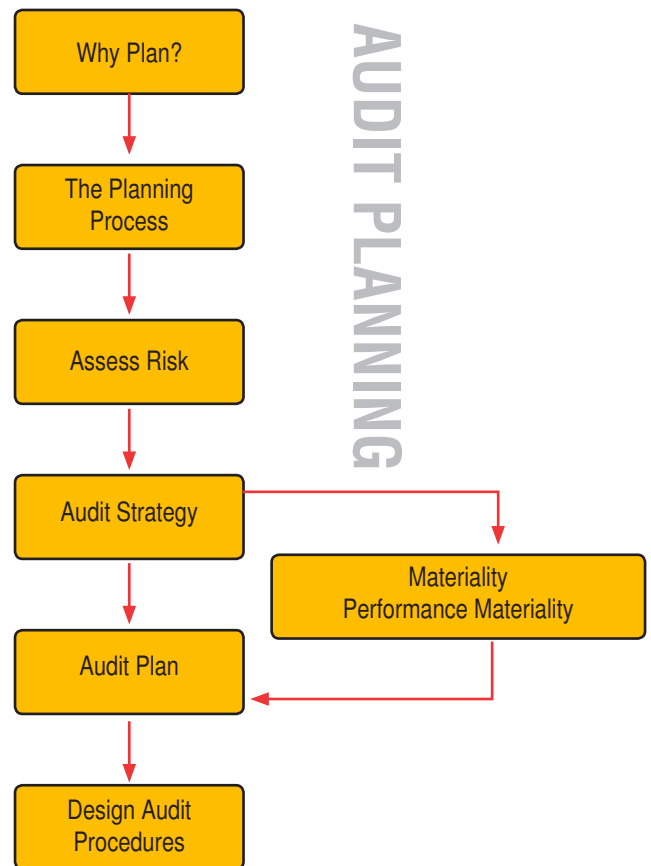 AUDIT PLANNING
Why Plan?
The Planning
Process
Assess Risk
Audit Strategy
Materiality
Performance Materiality
Audit Plan
Design Audit
Procedures